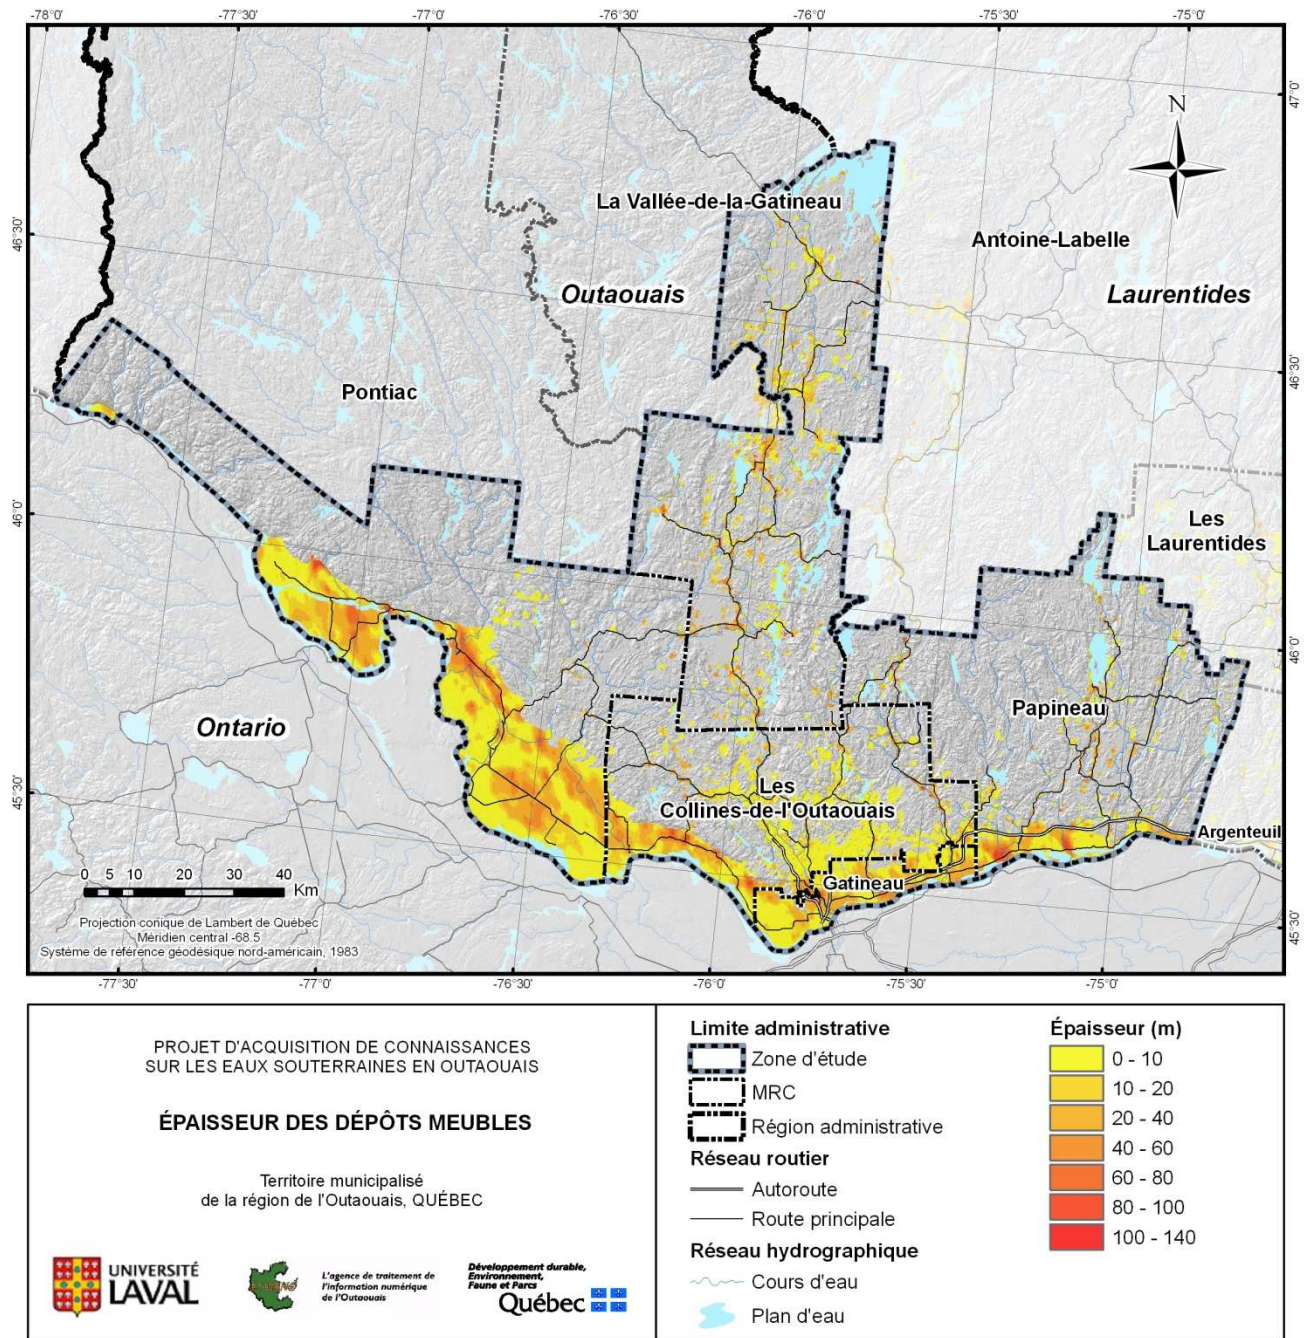 -78°0'
-77°30'
-77°0'
-76°30'
-76°0'
-75°30'
-75°0'
47°0'
N
La Vallée-de-la-Gatineau
Antoine-Labelle
46°30'
Outaouais
Laurentides
46°30'
Pontiac
46°0'
Les
Laurentides
46°0'
Ontario
Papineau
45°30'
Les
Collines-de-l'Outaouais
Argenteuil
Gatineau
0 5 10 20 30 40
Km
Projection conique de Lambert de Québec
Méridien central -68.5
Système de référence géodésique nord-américain, 1983
45°30'
-77°30'
-77°0'
-76°30'
-76°0'
-75°30'
-75°0'
PROJET D'ACQUISITION DE CONNAISSANCES
SUR LES EAUX SOUTERRAINES EN OUTAOUAIS
ÉPAISSEUR DES DÉPÔTS MEUBLES
Territoire municipalisé
de la région de l'Outaouais, QUÉBEC
UNIVERSITÉ
LAVAL
L'agence de traitement de
l'information numérique
de l'Outaouais
Développement durable,
Environnement,
Faune et Parcs
Québec
Limite administrative
Zone d'étude
MRC
Région administrative
Réseau routier
Autoroute
Route principale
Réseau hydrographique
Cours d'eau
Plan d'eau
Épaisseur (m)
0 - 10
10 - 20
20 - 40
40 - 60
60 - 80
80 - 100
100 - 140